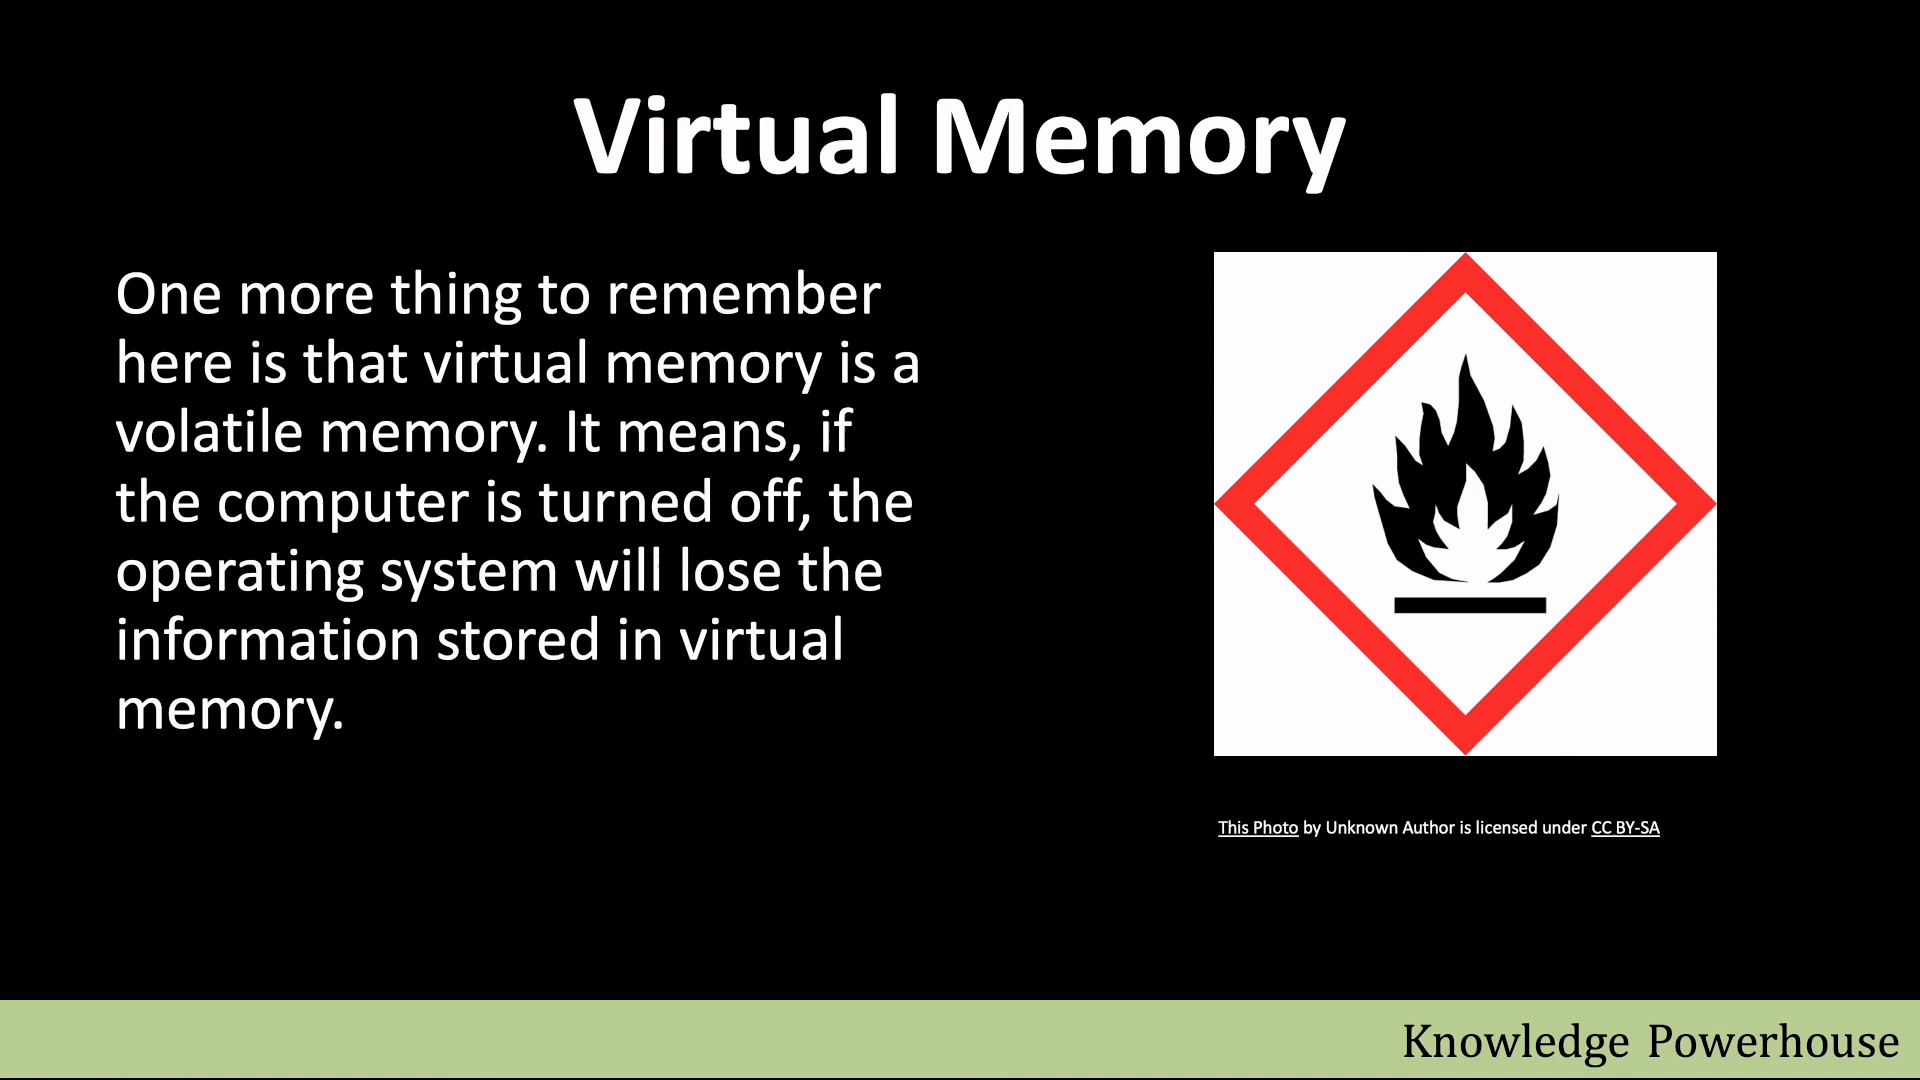 Virtual Memory
One more thing to remember
here is that virtual memory is a
volatile memory. It means, if
the computer is turned off, the
operating system will lose the
information stored in virtual
memory.
This Photo by Unknown Author is licensed under CC BY-SA
Knowledge Powerhouse